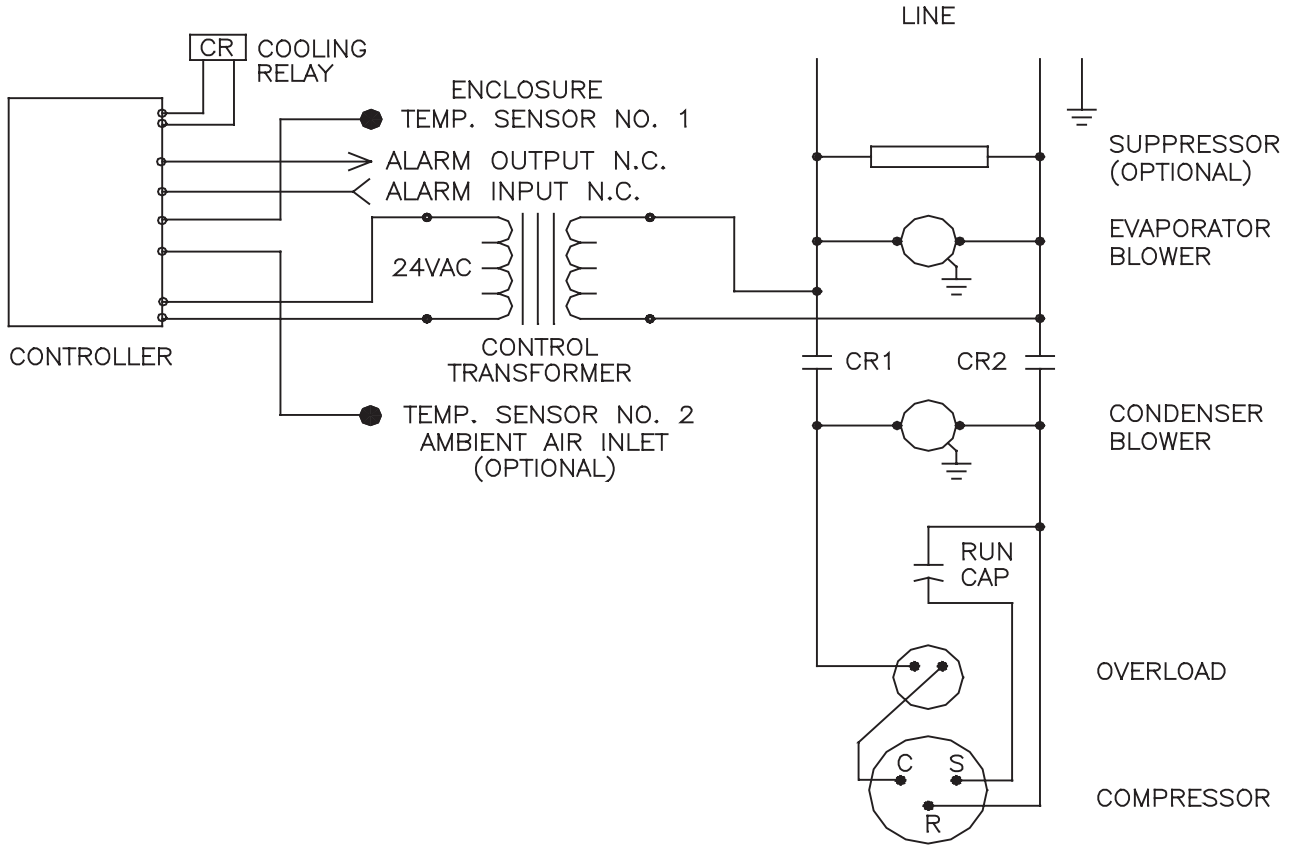 LINE
CR
COOLING
RELAY
ENCLOSURE
TEMP. SENSOR NO. 1
ALARM OUTPUT N.C.
ALARM INPUT N.C.
24VAC
CONTROL
TRANSFORMER
CONTROLLER
TEMP. SENSOR NO. 2
AMBIENT AIR INLET
(OPTIONAL)
SUPPRESSOR
(OPTIONAL)
EVAPORATOR
BLOWER
CR1
CR2
CONDENSER
BLOWER
RUN
CAP
OVERLOAD
C
S
R
COMPRESSOR